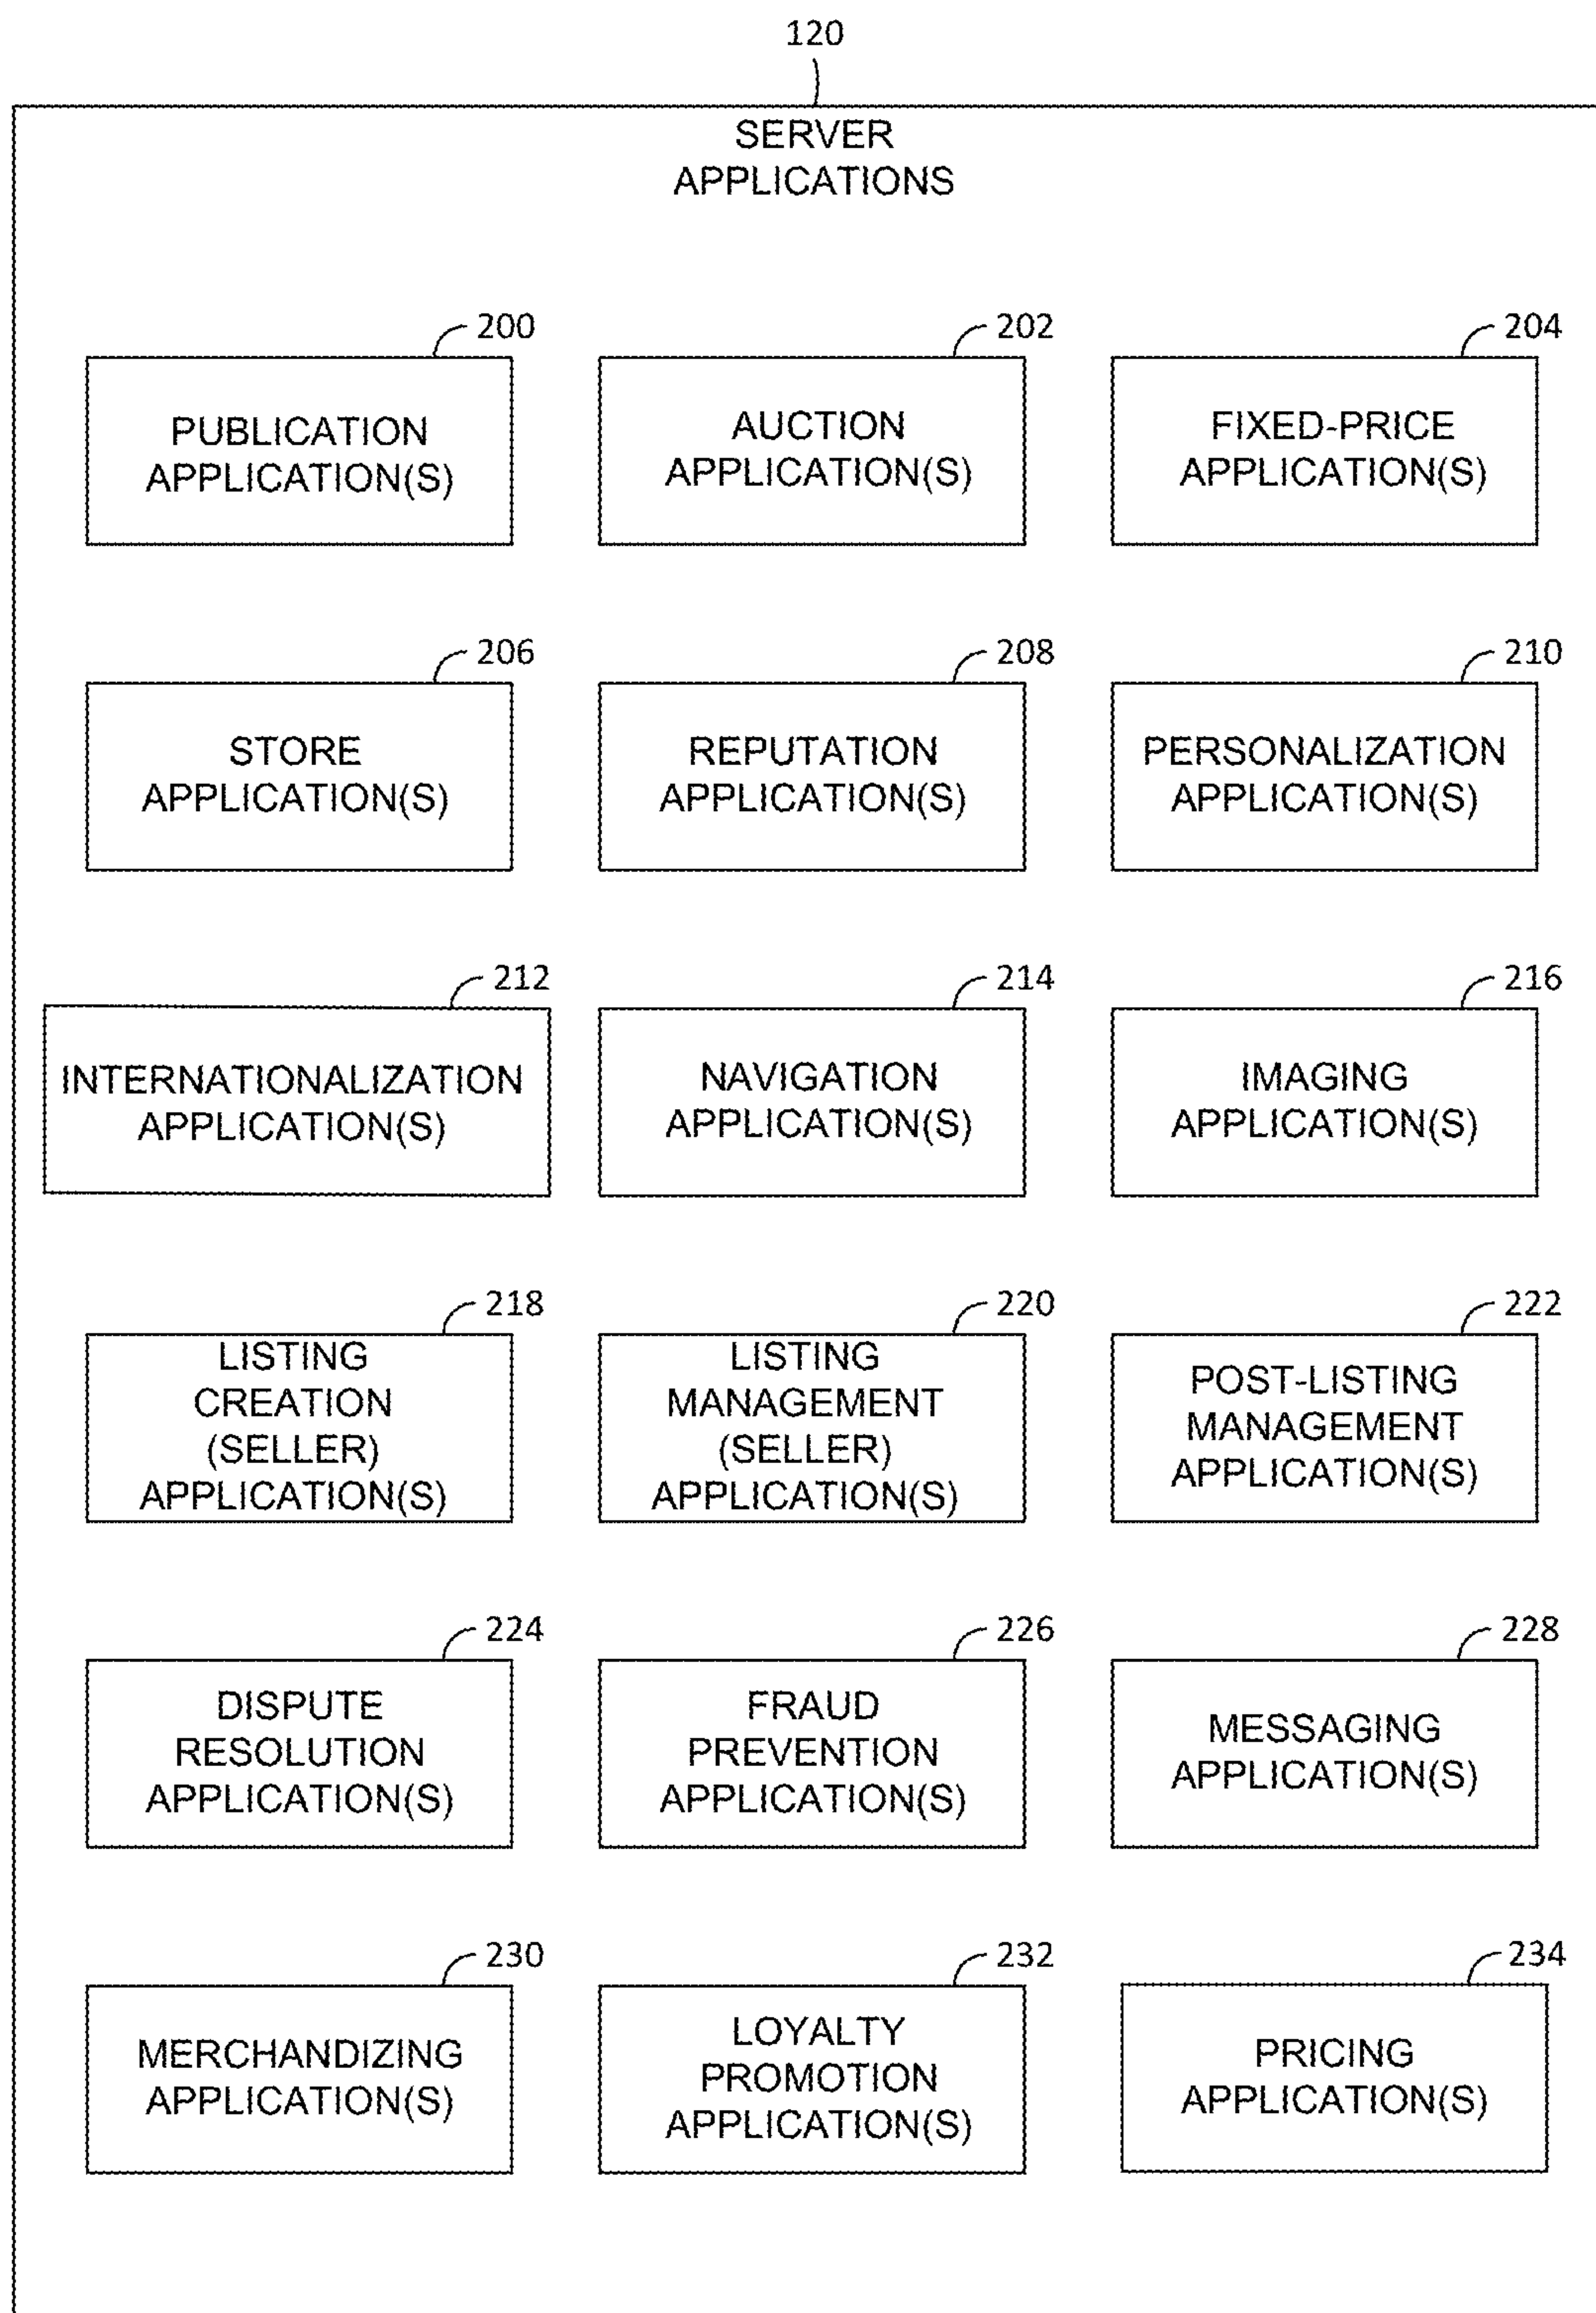 120
SERVER
APPLICATIONS
200
PUBLICATION
APPLICATION(S)
202
AUCTION
APPLICATION(S)
204
FIXED-PRICE
APPLICATION(S)
206
STORE
APPLICATION(S)
208
REPUTATION
APPLICATION(S)
210
PERSONALIZATION
APPLICATION(S)
212
INTERNATIONALIZATION
APPLICATION(S)
214
NAVIGATION
APPLICATION(S)
216
IMAGING
APPLICATION(S)
218
LISTING
CREATION
(SELLER)
APPLICATION(S)
220
LISTING
MANAGEMENT
(SELLER)
APPLICATION(S)
222
POST-LISTING
MANAGEMENT
APPLICATION(S)
224
DISPUTE
RESOLUTION
APPLICATION(S)
226
FRAUD
PREVENTION
APPLICATION(S)
228
MESSAGING
APPLICATION(S)
230
MERCHANDIZING
APPLICATION(S)
232
LOYALTY
PROMOTION
APPLICATION(S)
234
PRICING
APPLICATION(S)